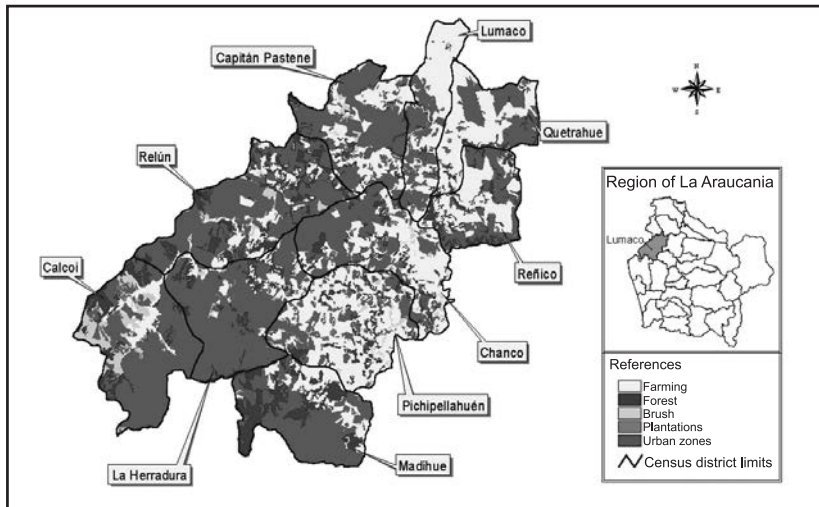 Lumaco
Capitán Pastene
N
W E
S
Quetrahue
Relún
Region of La Araucania
Lumaco
Calcoi
Reñico
Chanco
References
Farming
Forest
Brush
Plantations
Urban zones
Census district limits
Pichipellahuén
La Herradura
Madihue